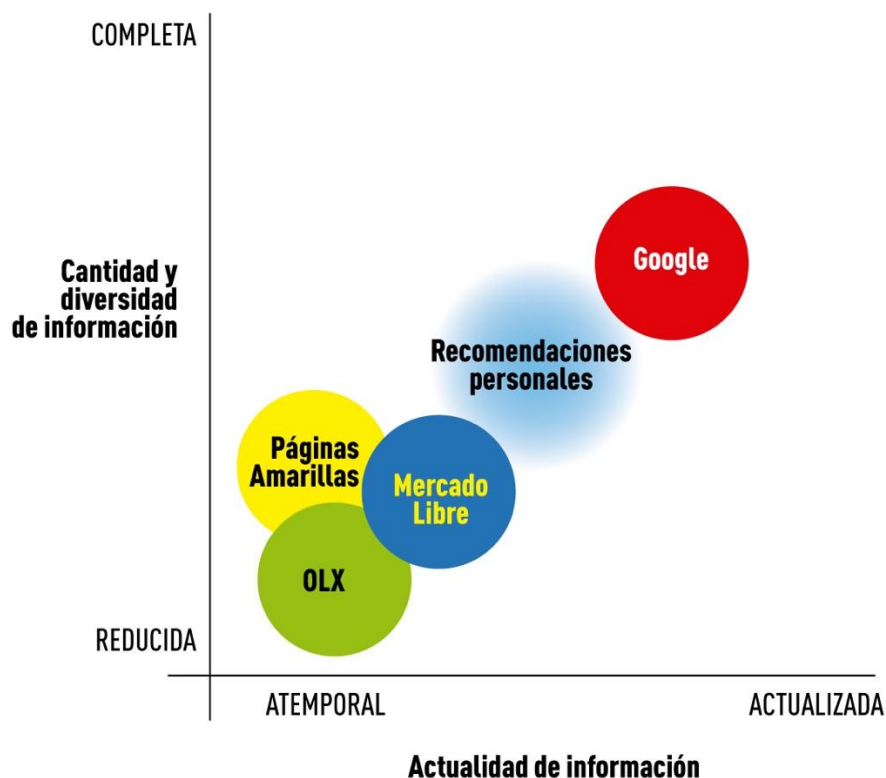 COMPLETA
Cantidad y
diversidad
de información
Google
Recomendaciones
personales
Páginas
Amarillas
Mercado
Libre
OLX
REDUCIDA
ATEMPORAL
ACTUALIZADA
Actualidad de información